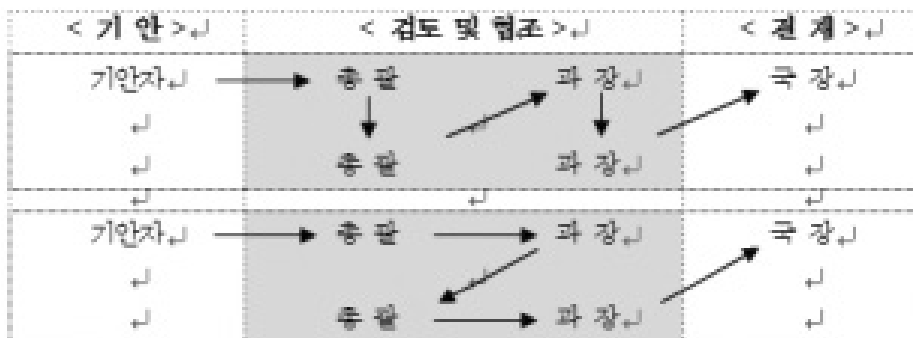 < 기 안 > < 검토 및 협조 > < 결 재 >
기안자 총 괄 과 장 국 장
총 괄 과 장
기안자 총 괄 과 장 국 장
총 괄 과 장